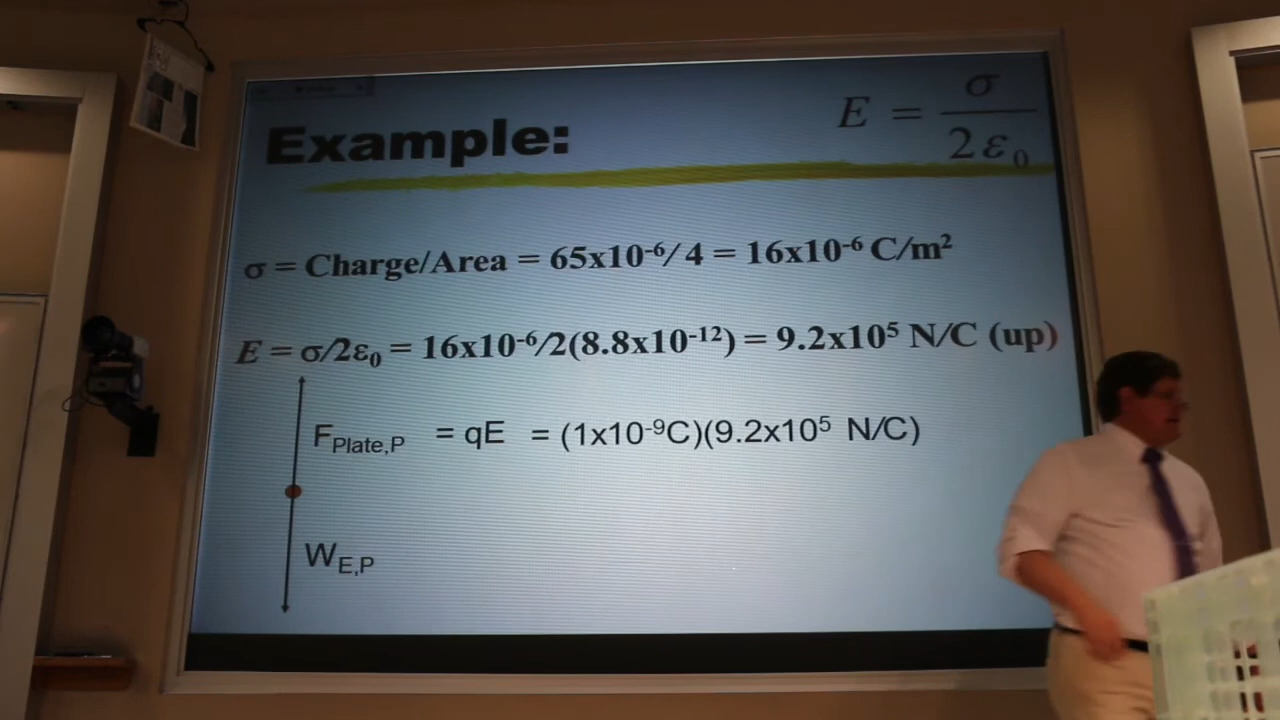 Example:
E = σ/2ε₀
σ = Charge/Area = 65x10⁻⁶/4 = 16x10⁻⁶ C/m²
E = σ/2ε₀ = 16x10⁻⁶/2(8.8x10⁻¹²) = 9.2x10⁵ N/C (up)
F_Plate,P = qE = (1x10⁻⁹C)(9.2x10⁵ N/C)
W_E,P